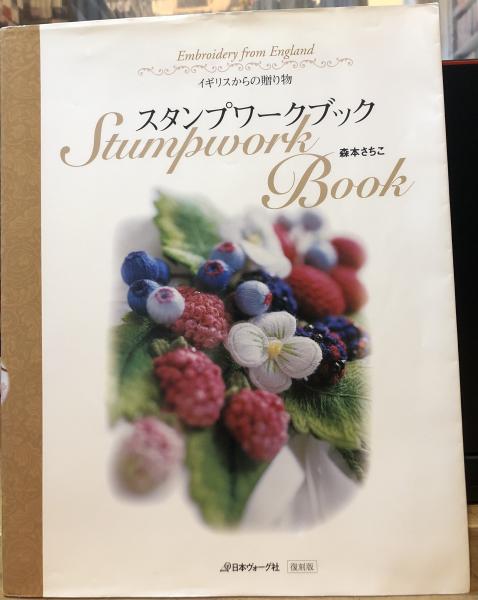 Embroidery from England
イギリスからの贈り物
スタンプワークブック
Stumpwork
森本さちこ
Book
日本ヴォーグ社 復刻版